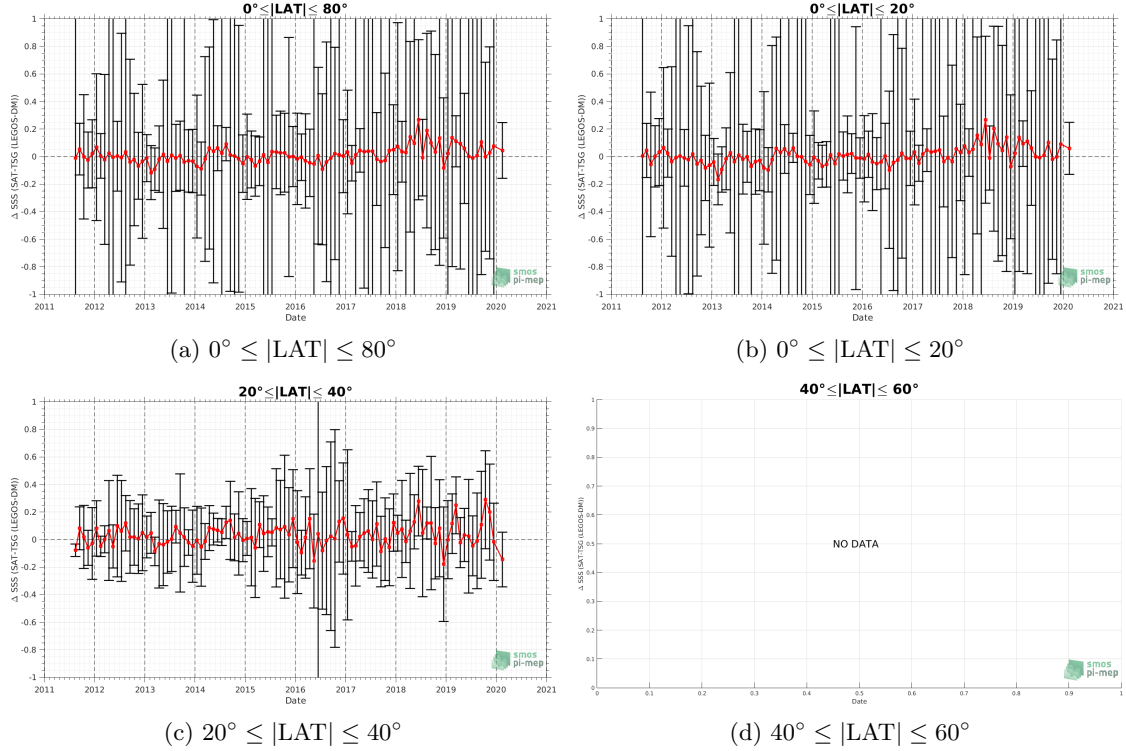 0°≤|LAT|≤ 80°
1
0.8
0.6
0.4
0.2
0
-0.2
-0.4
-0.6
-0.8
-1
Δ SSS (SAT-TSG (LEGOS-DM))
2011 2012 2013 2014 2015 2016 2017 2018 2019 2020 2021
Date
smos
pi-mep
(a) 0° ≤ |LAT| ≤ 80°
0°≤|LAT|≤ 20°
1
0.8
0.6
0.4
0.2
0
-0.2
-0.4
-0.6
-0.8
-1
Δ SSS (SAT-TSG (LEGOS-DM))
2011 2012 2013 2014 2015 2016 2017 2018 2019 2020 2021
Date
smos
pi-mep
(b) 0° ≤ |LAT| ≤ 20°
20°≤|LAT|≤ 40°
1
0.8
0.6
0.4
0.2
0
-0.2
-0.4
-0.6
-0.8
-1
Δ SSS (SAT-TSG (LEGOS-DM))
2011 2012 2013 2014 2015 2016 2017 2018 2019 2020 2021
Date
smos
pi-mep
(c) 20° ≤ |LAT| ≤ 40°
40°≤|LAT|≤ 60°
1
0.9
0.8
0.7
0.6
0.5
0.4
0.3
0.2
0.1
0
Δ SSS (SAT-TSG (LEGOS-DM))
NO DATA
0 0.1 0.2 0.3 0.4 0.5 0.6 0.7 0.8 0.9 1
Date
smos
pi-mep
(d) 40° ≤ |LAT| ≤ 60°